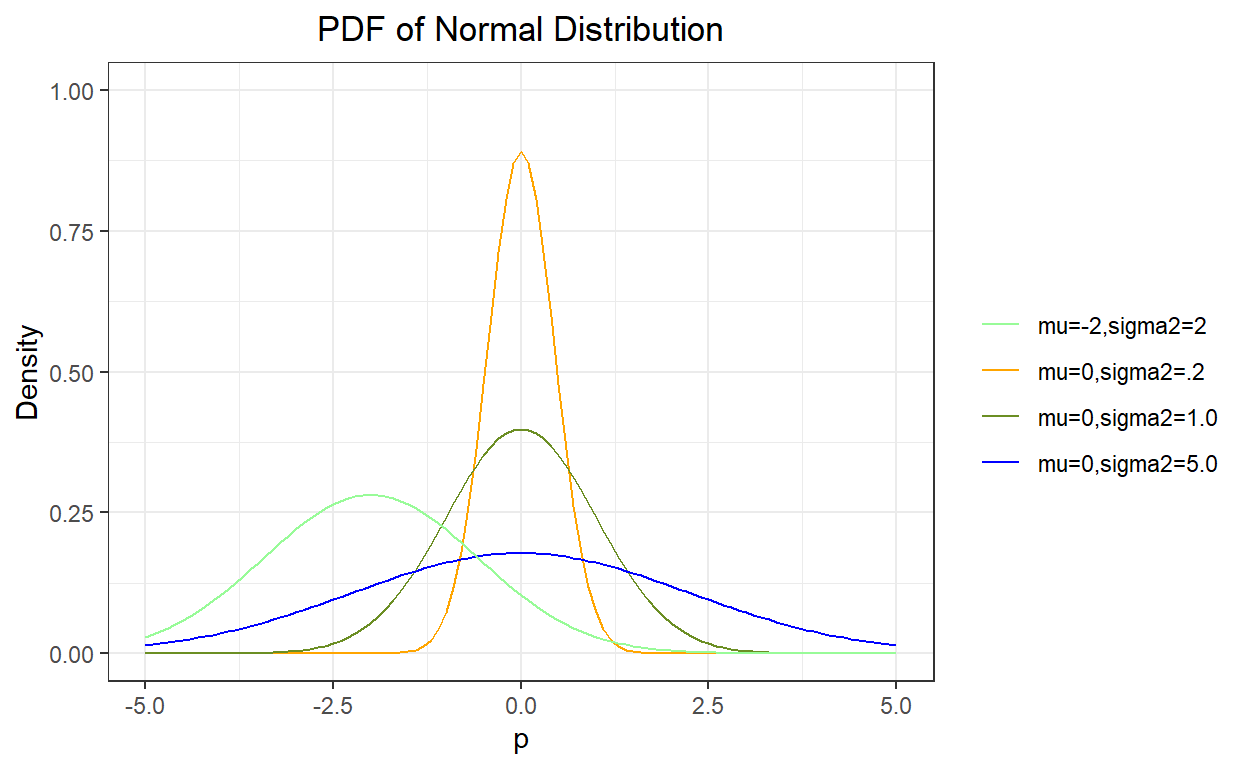 PDF of Normal Distribution
1.00
0.75
0.50
0.25
0.00
Density
-5.0
-2.5
0.0
2.5
5.0
p
mu=-2,sigma2=2
mu=0,sigma2=.2
mu=0,sigma2=1.0
mu=0,sigma2=5.0